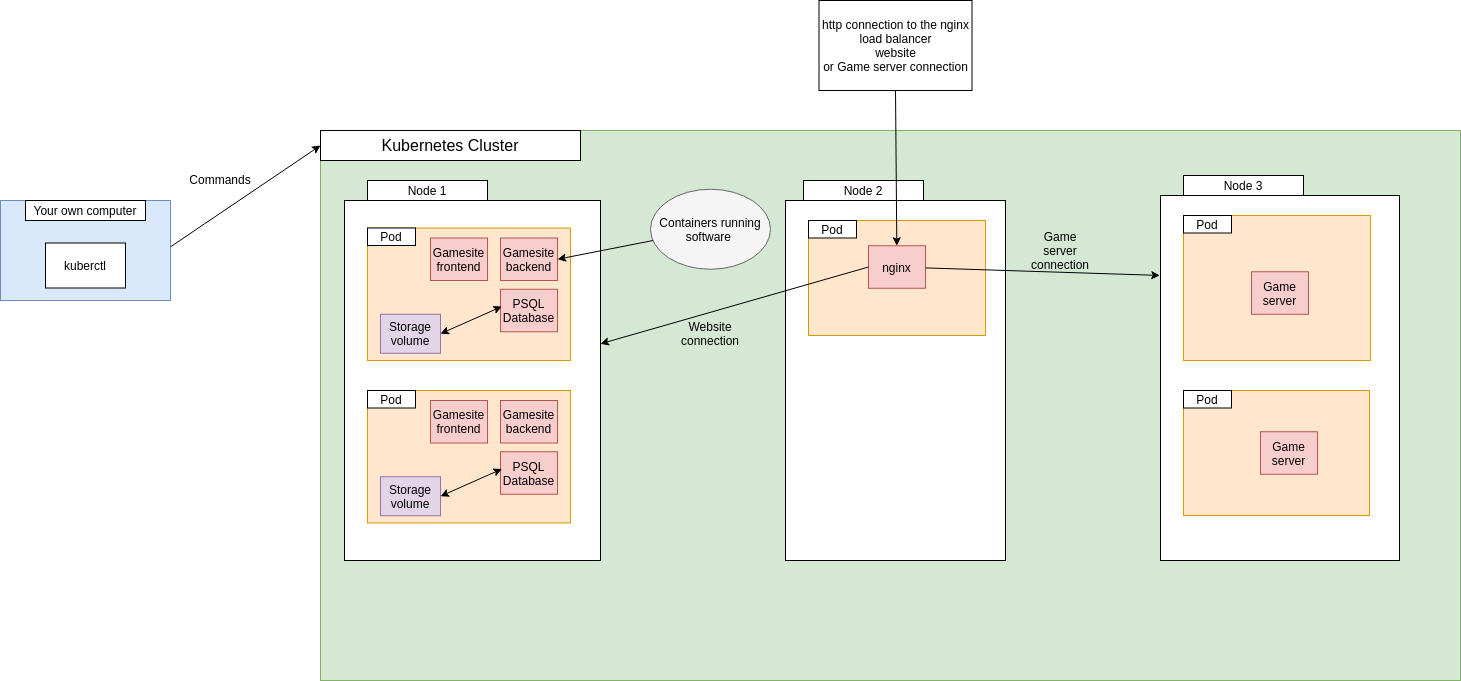 http connection to the nginx
load balancer
website
or Game server connection
Kubernetes Cluster
Commands
Your own computer
kuberctl
Node 1
Pod
Gamesite
frontend
Gamesite
backend
PSQL
Database
Storage
volume
Pod
Gamesite
frontend
Gamesite
backend
PSQL
Database
Storage
volume
Containers running
software
Website
connection
Node 2
Pod
nginx
Game
server
connection
Node 3
Pod
Game
server
Pod
Game
server